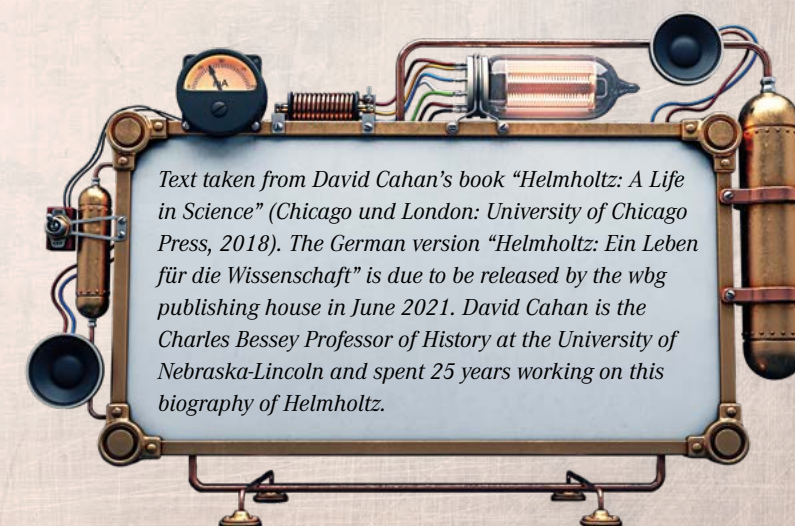 Text taken from David Cahan's book “Helmholtz: A Life
in Science” (Chicago und London: University of Chicago
Press, 2018). The German version “Helmholtz: Ein Leben
für die Wissenschaft” is due to be released by the wbg
publishing house in June 2021. David Cahan is the
Charles Bessey Professor of History at the University of
Nebraska-Lincoln and spent 25 years working on this
biography of Helmholtz.